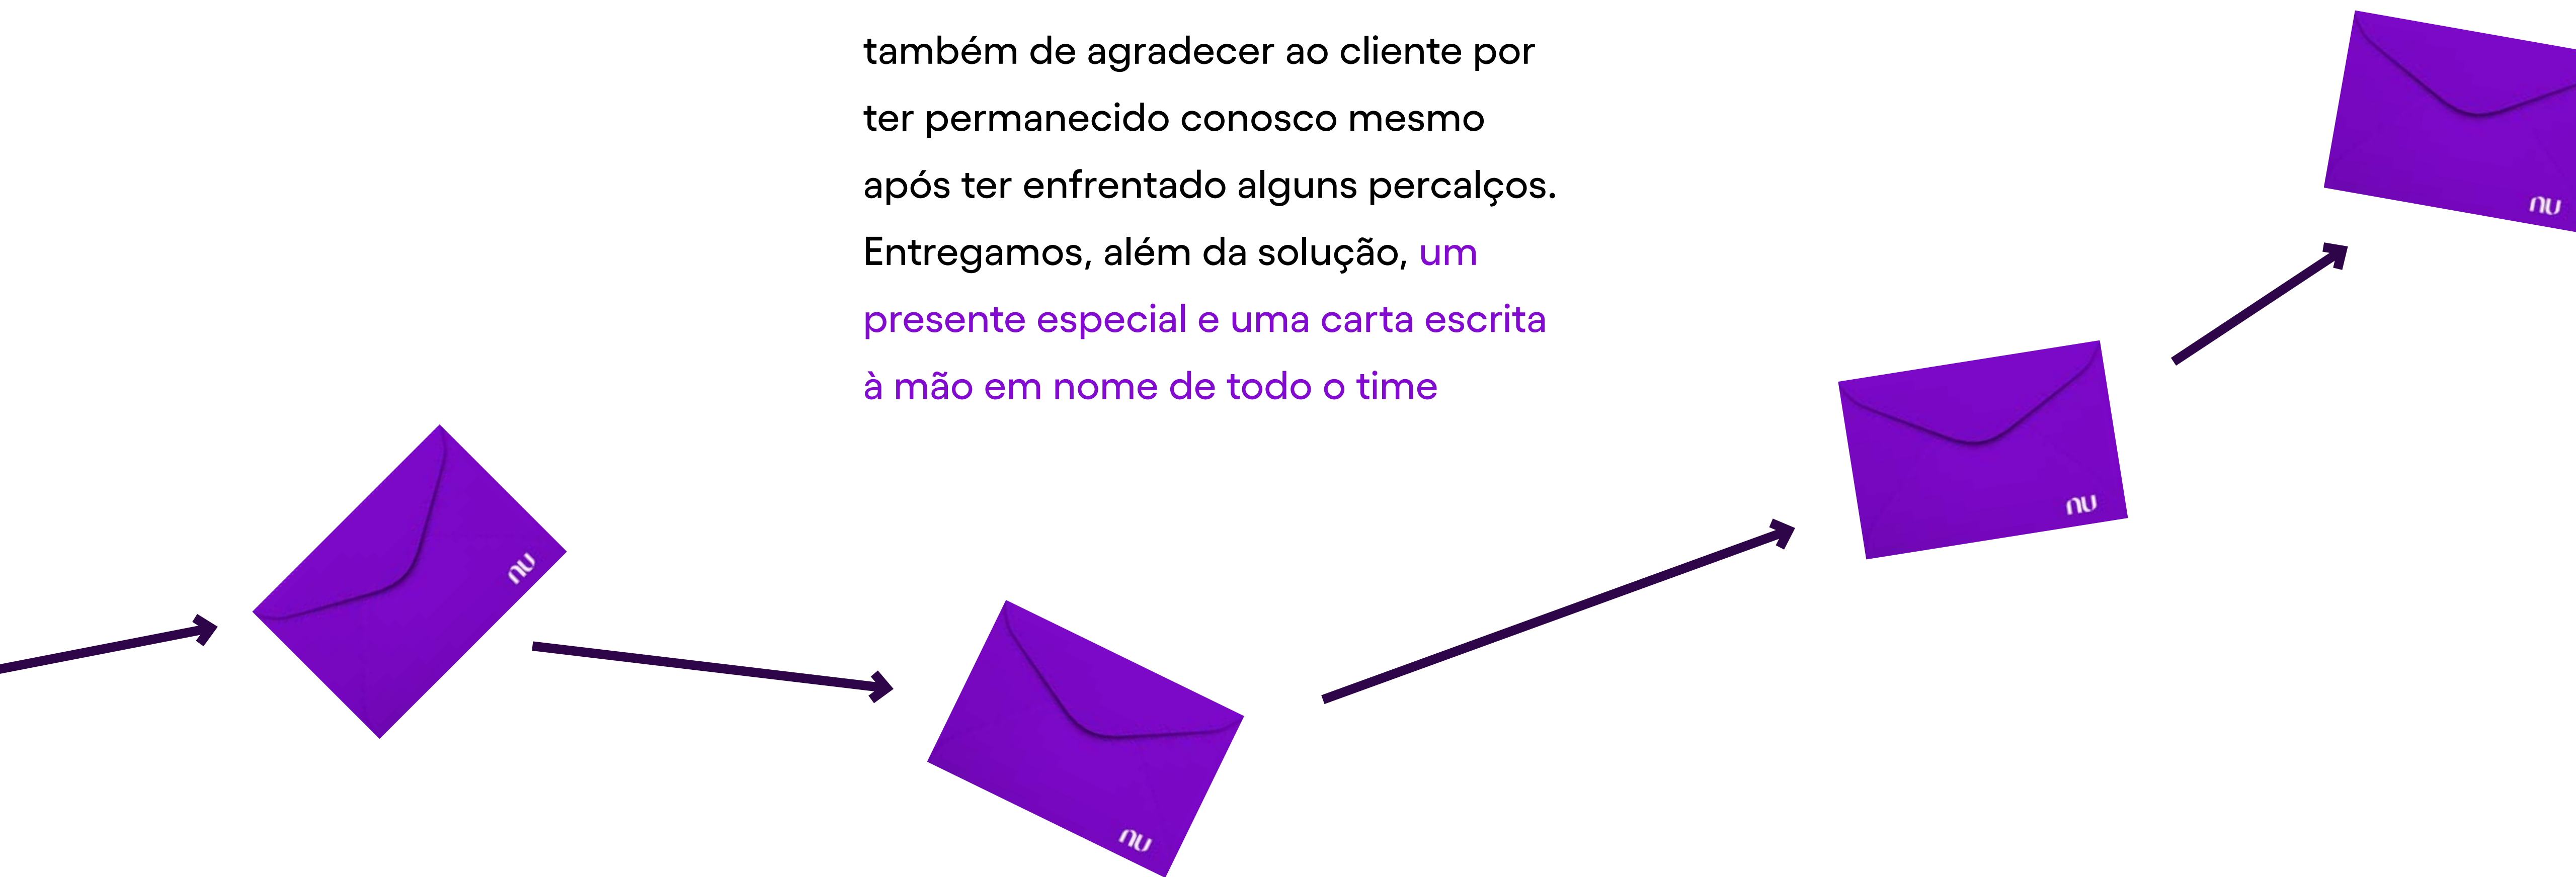 também de agradecer ao cliente por
ter permanecido conosco mesmo
após ter enfrentado alguns percalços.
Entregamos, além da solução, um
presente especial e uma carta escrita
à mão em nome de todo o time
nu
nu
nu
nu